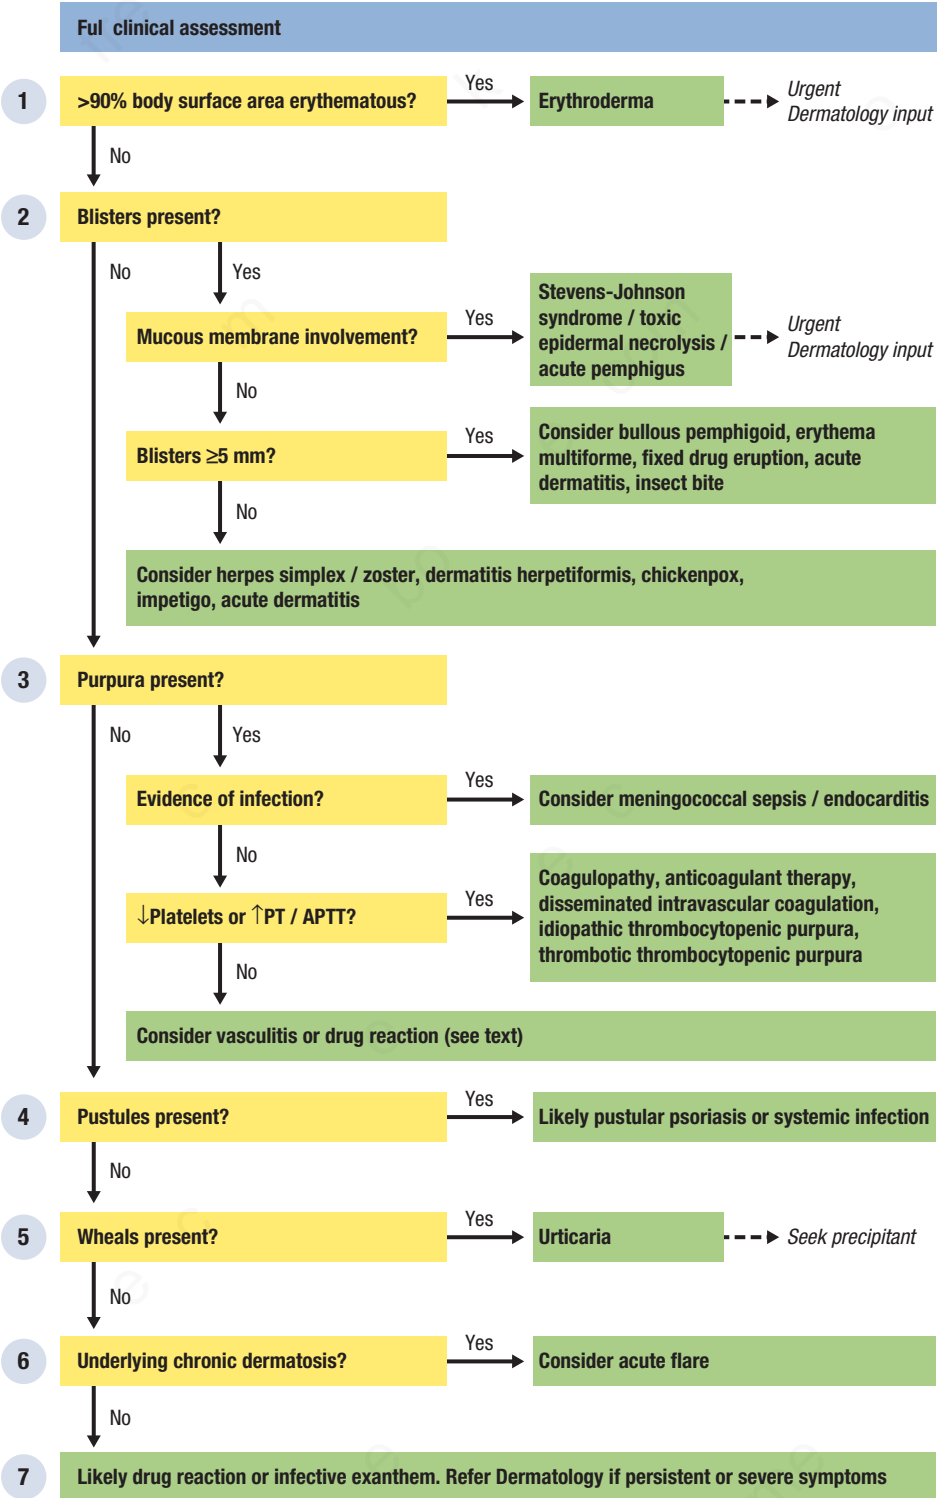 Ful clinical assessment
1
>90% body surface area erythematous?
Yes
Erythroderma
Urgent
Dermatology input
No
2
Blisters present?
No
Yes
Mucous membrane involvement?
Yes
Stevens-Johnson
syndrome / toxic
epidermal necrolysis /
acute pemphigus
Urgent
Dermatology input
No
Blisters ≥5 mm?
Yes
Consider bullous pemphigoid, erythema
multiforme, fixed drug eruption, acute
dermatitis, insect bite
No
Consider herpes simplex / zoster, dermatitis herpetiformis, chickenpox,
impetigo, acute dermatitis
3
Purpura present?
No
Yes
Evidence of infection?
Yes
Consider meningococcal sepsis / endocarditis
No
↓Platelets or ↑PT / APTT?
Yes
Coagulopathy, anticoagulant therapy,
disseminated intravascular coagulation,
idiopathic thrombocytopenic purpura,
thrombotic thrombocytopenic purpura
No
Consider vasculitis or drug reaction (see text)
4
Pustules present?
Yes
Likely pustular psoriasis or systemic infection
No
5
Wheals present?
Yes
Urticaria
Seek precipitant
No
6
Underlying chronic dermatosis?
Yes
Consider acute flare
No
7
Likely drug reaction or infective exanthem. Refer Dermatology if persistent or severe symptoms